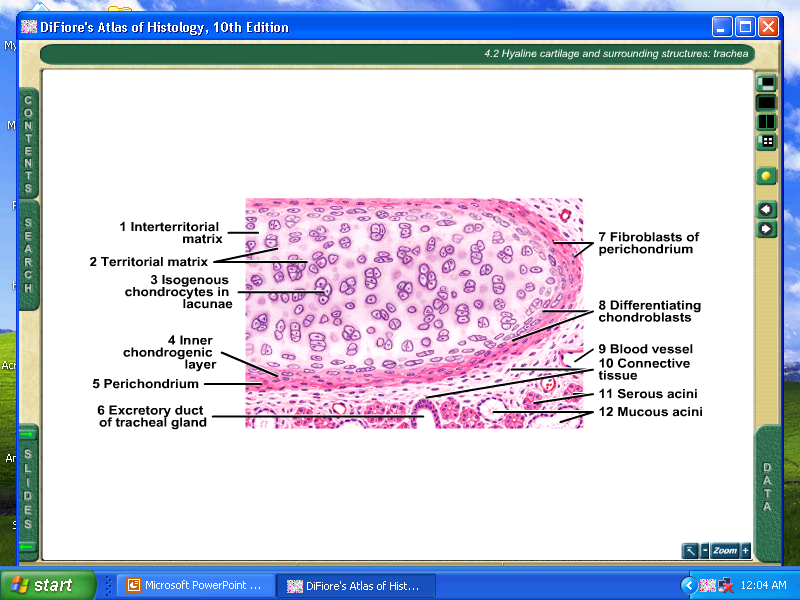 DiFiore's Atlas of Histology, 10th Edition
4.2 Hyaline cartilage and surrounding structures: trachea
CONTENTS
SEARCH
SLIDES
DATA
1 Interterritorial
matrix
2 Territorial matrix
3 Isogenous
chondrocytes in
lacunae
4 Inner
chondrogenic
layer
5 Perichondrium
6 Excretory duct
of tracheal gland
7 Fibroblasts of
perichondrium
8 Differentiating
chondroblasts
9 Blood vessel
10 Connective
tissue
11 Serous acini
12 Mucous acini
- Zoom +
start
Microsoft PowerPoint ...
DiFiore's Atlas of Hist...
12:04 AM